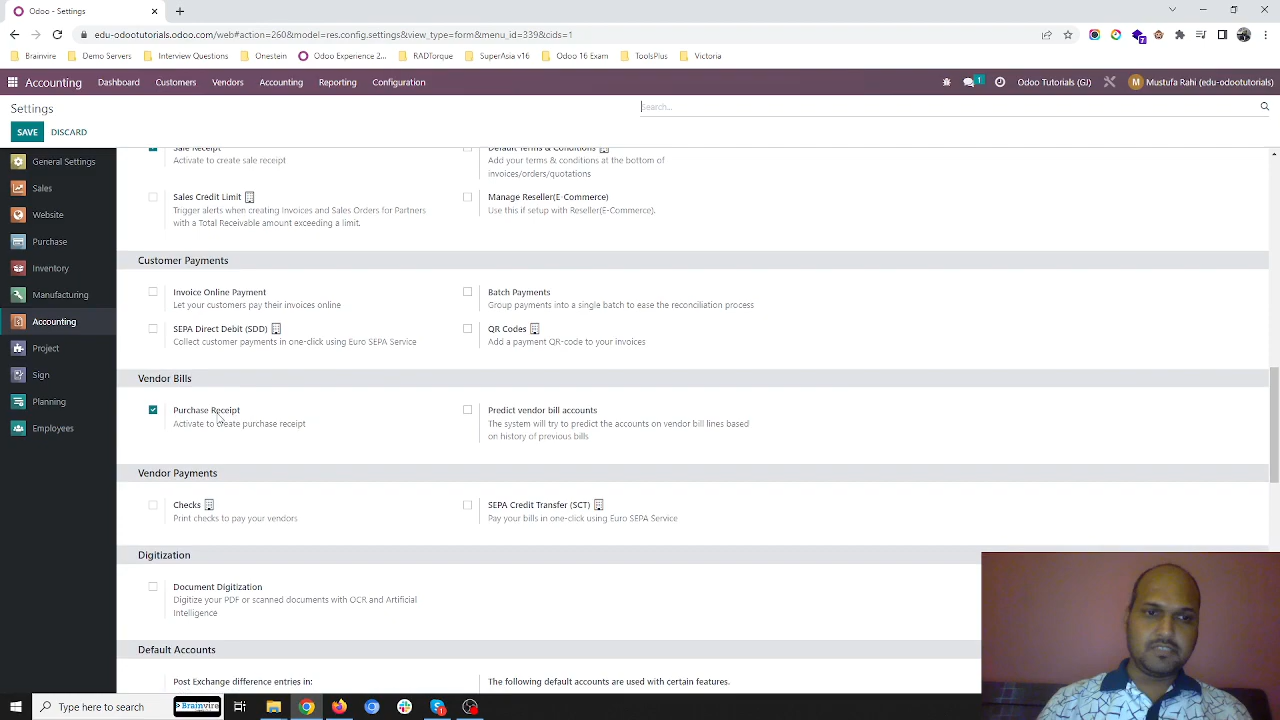 Odoo - Settings
edu-odootutorials.odoo.com/web#action=260&model=res.config.settings&view_type=form&menu_id=339&cids=1
Brainvire
Demo Servers
Interview Questions
Onestein
Odoo Experience 2...
RADTorque
SuperAsia v16
Odoo 16 Exam
ToolsPlus
Victoria
Accounting
Dashboard
Customers
Vendors
Accounting
Reporting
Configuration
1
Odoo Tutorials (GJ)
M
Mustufa Rahi (edu-odootutorials)
Settings
Search...
SAVE
DISCARD
General Settings
Sales
Website
Purchase
Inventory
Manufacturing
Accounting
Project
Sign
Planning
Employees
Sale Receipt
Activate to create sale receipt
Default Terms & Conditions
Add your terms & conditions at the bottom of
invoices/orders/quotations
Sales Credit Limit
Trigger alerts when creating Invoices and Sales Orders for Partners
with a Total Receivable amount exceeding a limit.
Manage Reseller(E-Commerce)
Use this if setup with Reseller(E-Commerce).
Customer Payments
Invoice Online Payment
Let your customers pay their invoices online
Batch Payments
Group payments into a single batch to ease the reconciliation process
SEPA Direct Debit (SDD)
Collect customer payments in one-click using Euro SEPA Service
QR Codes
Add a payment QR-code to your invoices
Vendor Bills
Purchase Receipt
Activate to create purchase receipt
Predict vendor bill accounts
The system will try to predict the accounts on vendor bill lines based
on history of previous bills
Vendor Payments
Checks
Print checks to pay your vendors
SEPA Credit Transfer (SCT)
Pay your bills in one-click using Euro SEPA Service
Digitization
Document Digitization
Digitize your PDF or scanned documents with OCR and Artificial
Intelligence
Default Accounts
Post Exchange difference entries in:
The following default accounts are used with certain features.
Type here to search
Brainvire